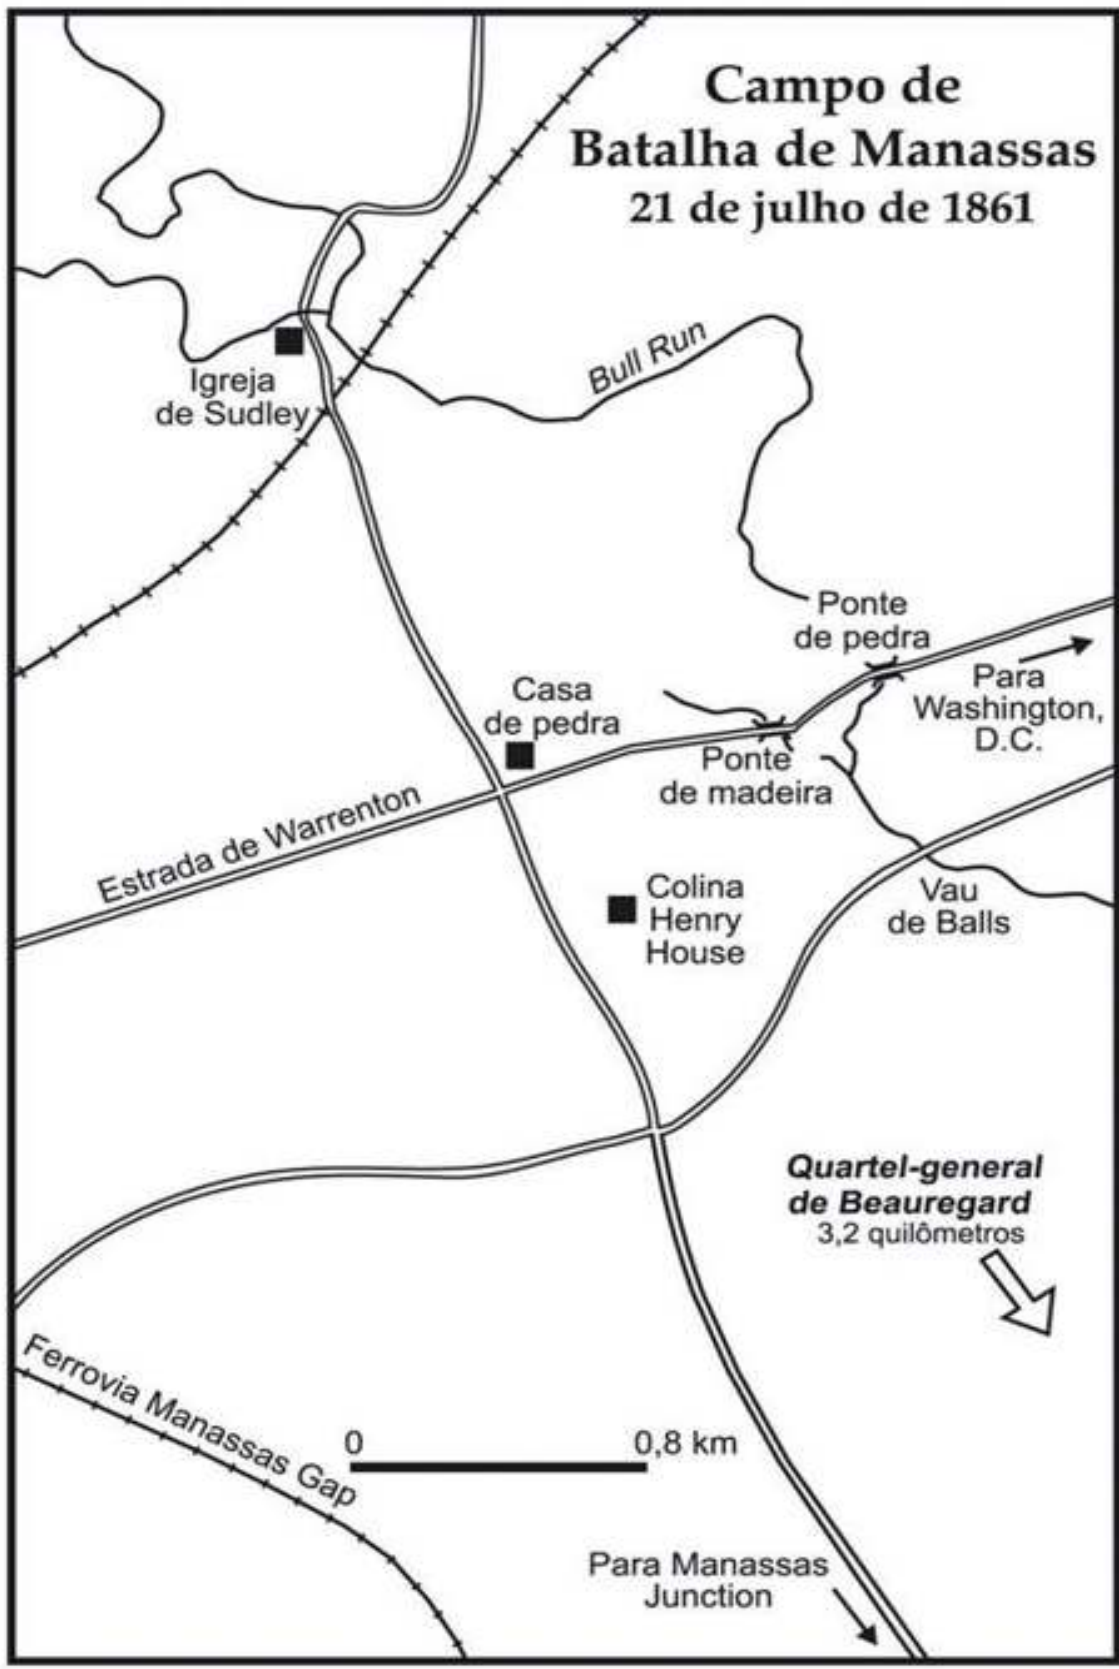 Campo de
Batalha de Manassas
21 de julho de 1861
Bull Run
Igreja
de Sudley
Ponte
de pedra
Para
Washington,
D.C.
Casa
de pedra
Ponte
de madeira
Estrada de Warrenton
Colina
Henry
House
Vau
de Balls
Quartel-general
de Beauregard
3,2 quilômetros
Ferrovia Manassas Gap
0 0,8 km
Para Manassas
Junction